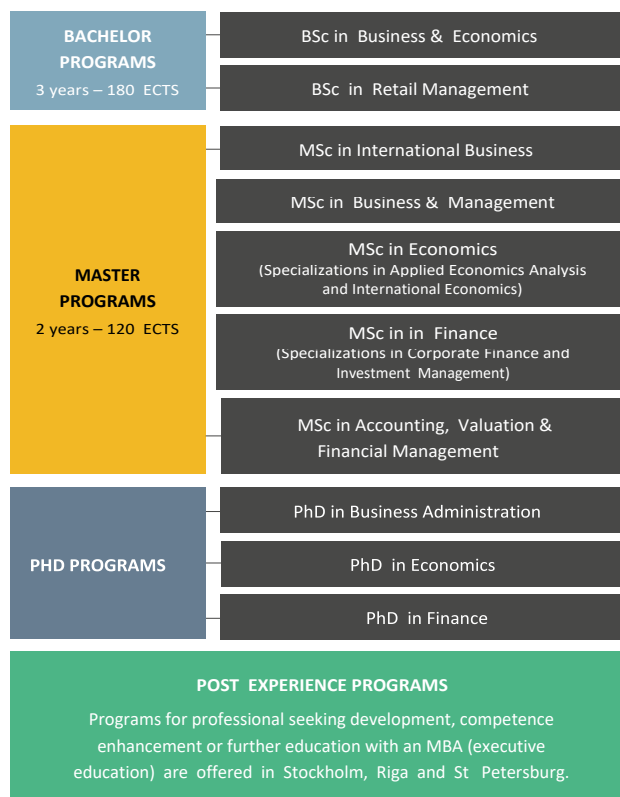 BACHELOR
PROGRAMS
3 years – 180 ECTS
BSc in Business & Economics
BSc in Retail Management
MASTER
PROGRAMS
2 years – 120 ECTS
MSc in International Business
MSc in Business & Management
MSc in Economics
(Specializations in Applied Economics Analysis
and International Economics)
MSc in in Finance
(Specializations in Corporate Finance and
Investment Management)
MSc in Accounting, Valuation &
Financial Management
PHD PROGRAMS
PhD in Business Administration
PhD in Economics
PhD in Finance
POST EXPERIENCE PROGRAMS
Programs for professional seeking development, competence
enhancement or further education with an MBA (executive
education) are offered in Stockholm, Riga and St Petersburg.